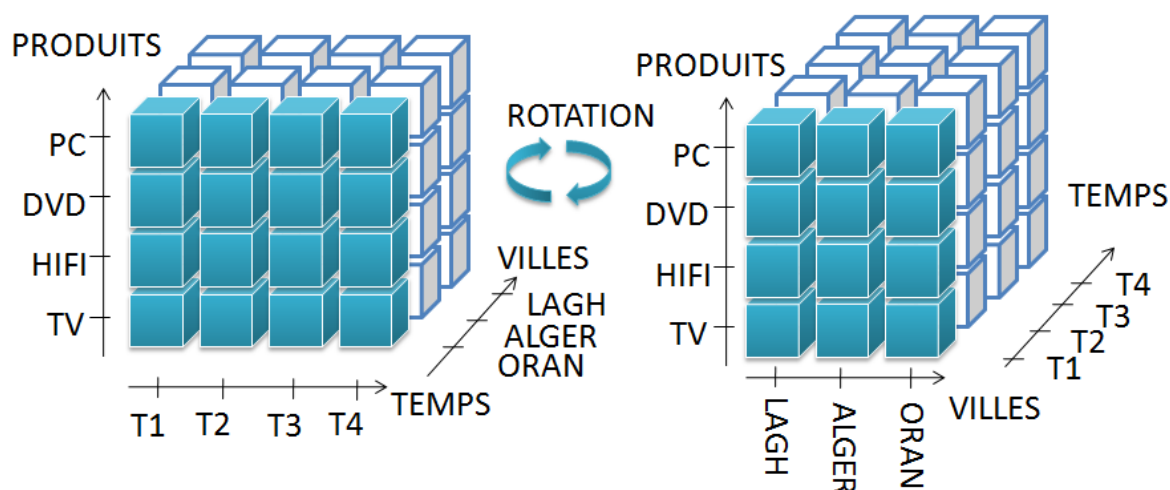 PRODUITS
PC
DVD
HIFI
TV
T1
T2
T3
T4
TEMPS
VILLES
LAGH
ALGER
ORAN
ROTATION
PRODUITS
PC
DVD
HIFI
TV
LAGH
ALGER
ORAN
VILLES
TEMPS
T4
T3
T2
T1